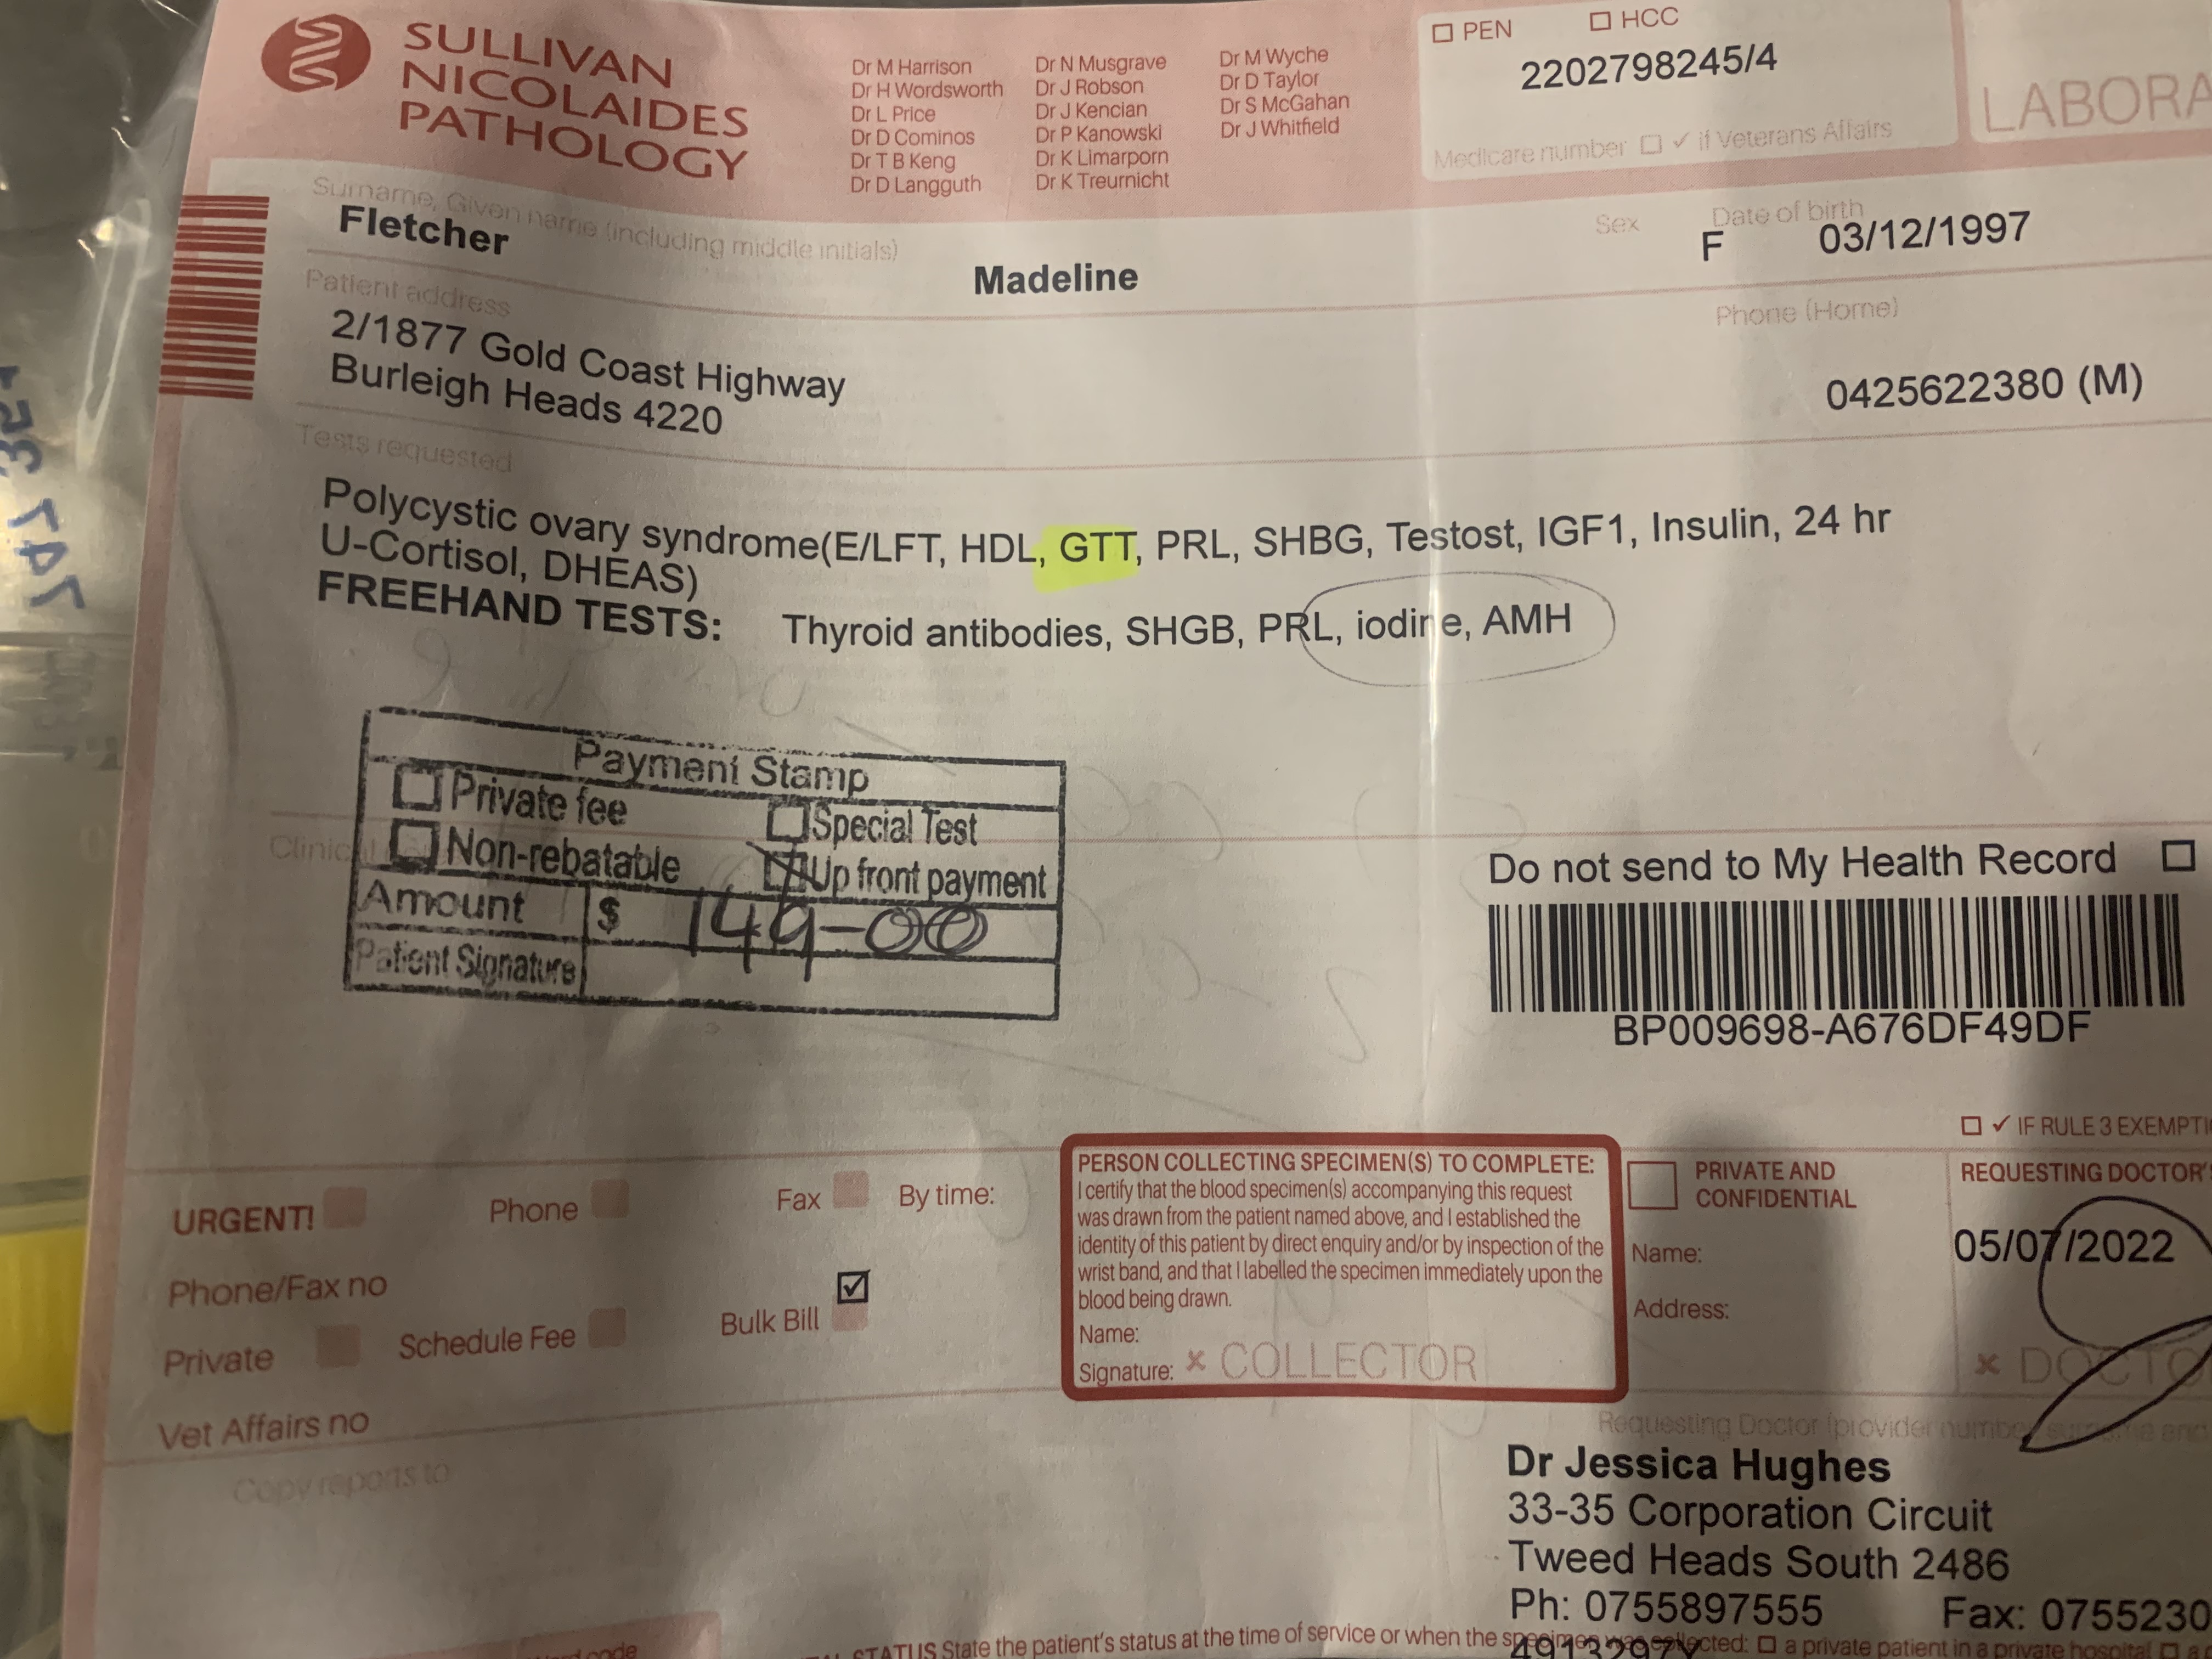 SULLIVAN
NICOLAIDES
PATHOLOGY
Dr M Harrison
Dr H Wordsworth
Dr L Price
Dr D Cominos
Dr T B Keng
Dr D Langguth
Dr N Musgrave
Dr J Robson
Dr J Kencian
Dr P Kanowski
Dr K Limarporn
Dr K Treurnicht
Dr M Wyche
Dr D Taylor
Dr S McGahan
Dr J Whitfield
PEN HCC
2202798245/4
Medicare number ✓ if Veterans Affairs
LABORA
Surname, Given name (including middle initials)
Fletcher Madeline
Sex Date of birth
F 03/12/1997
Patient address
2/1877 Gold Coast Highway
Burleigh Heads 4220
Phone (Home)
0425622380 (M)
Tests requested
Polycystic ovary syndrome(E/LFT, HDL, GTT, PRL, SHBG, Testost, IGF1, Insulin, 24 hr
U-Cortisol, DHEAS)
FREEHAND TESTS: Thyroid antibodies, SHGB, PRL, iodine, AMH
Payment Stamp
Private fee Special Test
Non-rebatable Up front payment
Amount $ 149-00
Patient Signature
Do not send to My Health Record
BP009698-A676DF49DF
✓ IF RULE 3 EXEMPTI
URGENT! Phone Fax By time:
Phone/Fax no
Private Schedule Fee Bulk Bill
Vet Affairs no
Copy reports to
PERSON COLLECTING SPECIMEN(S) TO COMPLETE:
I certify that the blood specimen(s) accompanying this request
was drawn from the patient named above, and I established the
identity of this patient by direct enquiry and/or by inspection of the
wrist band, and that I labelled the specimen immediately upon the
blood being drawn.
Name:
Signature: × COLLECTOR
PRIVATE AND
CONFIDENTIAL
Name:
Address:
REQUESTING DOCTOR'S
05/07/2022
× DOCTO
Requesting Doctor (provider number
Dr Jessica Hughes
33-35 Corporation Circuit
Tweed Heads South 2486
Ph: 0755897555 Fax: 0755230
4913297Y
STATUS State the patient's status at the time of service or when the specimen was collected: a private patient in a private hospital